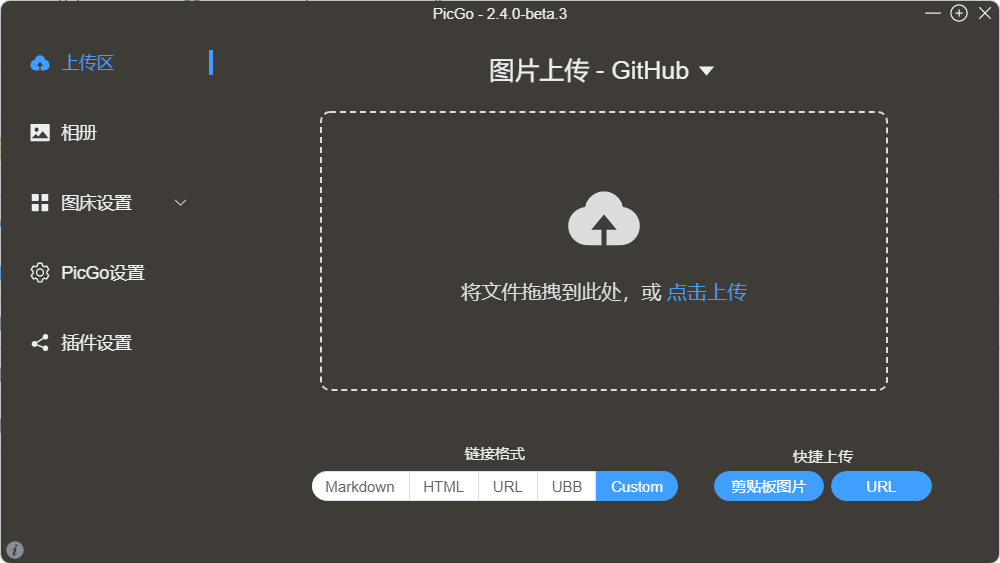 PicGo - 2.4.0-beta.3
上传区
相册
图床设置
PicGo设置
插件设置
图片上传 - GitHub
将文件拖拽到此处，或 点击上传
链接格式
Markdown HTML URL UBB Custom
快捷上传
剪贴板图片 URL